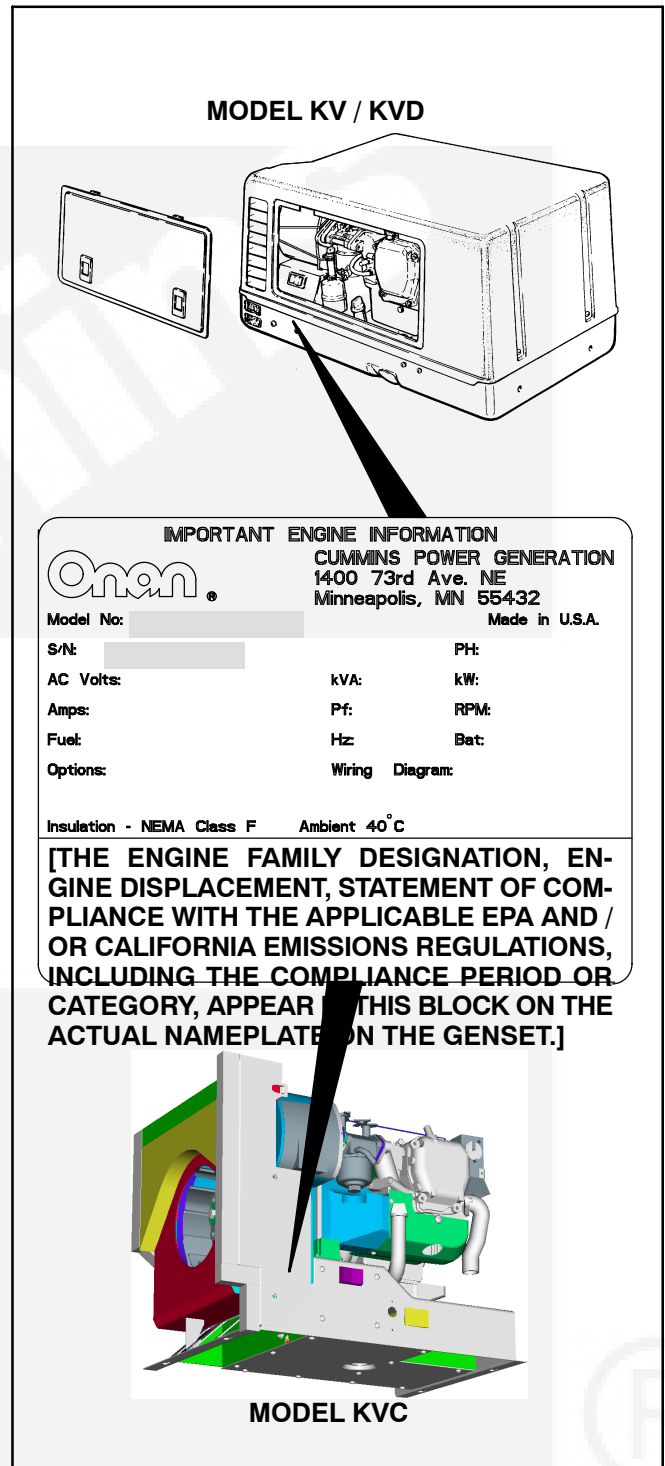 MODEL KV / KVD
IMPORTANT ENGINE INFORMATION
Onan ®
CUMMINS POWER GENERATION
1400 73rd Ave. NE
Minneapolis, MN 55432
Model No:
Made in U.S.A.
S/N:
PH:
AC Volts:
kVA:
kW:
Amps:
Pf:
RPM:
Fuel:
Hz:
Bat:
Options:
Wiring Diagram:
Insulation - NEMA Class F Ambient 40°C
[THE ENGINE FAMILY DESIGNATION, EN-
GINE DISPLACEMENT, STATEMENT OF COM-
PLIANCE WITH THE APPLICABLE EPA AND /
OR CALIFORNIA EMISSIONS REGULATIONS,
INCLUDING THE COMPLIANCE PERIOD OR
CATEGORY, APPEAR THIS BLOCK ON THE
ACTUAL NAMEPLATE ON THE GENSET.]
MODEL KVC